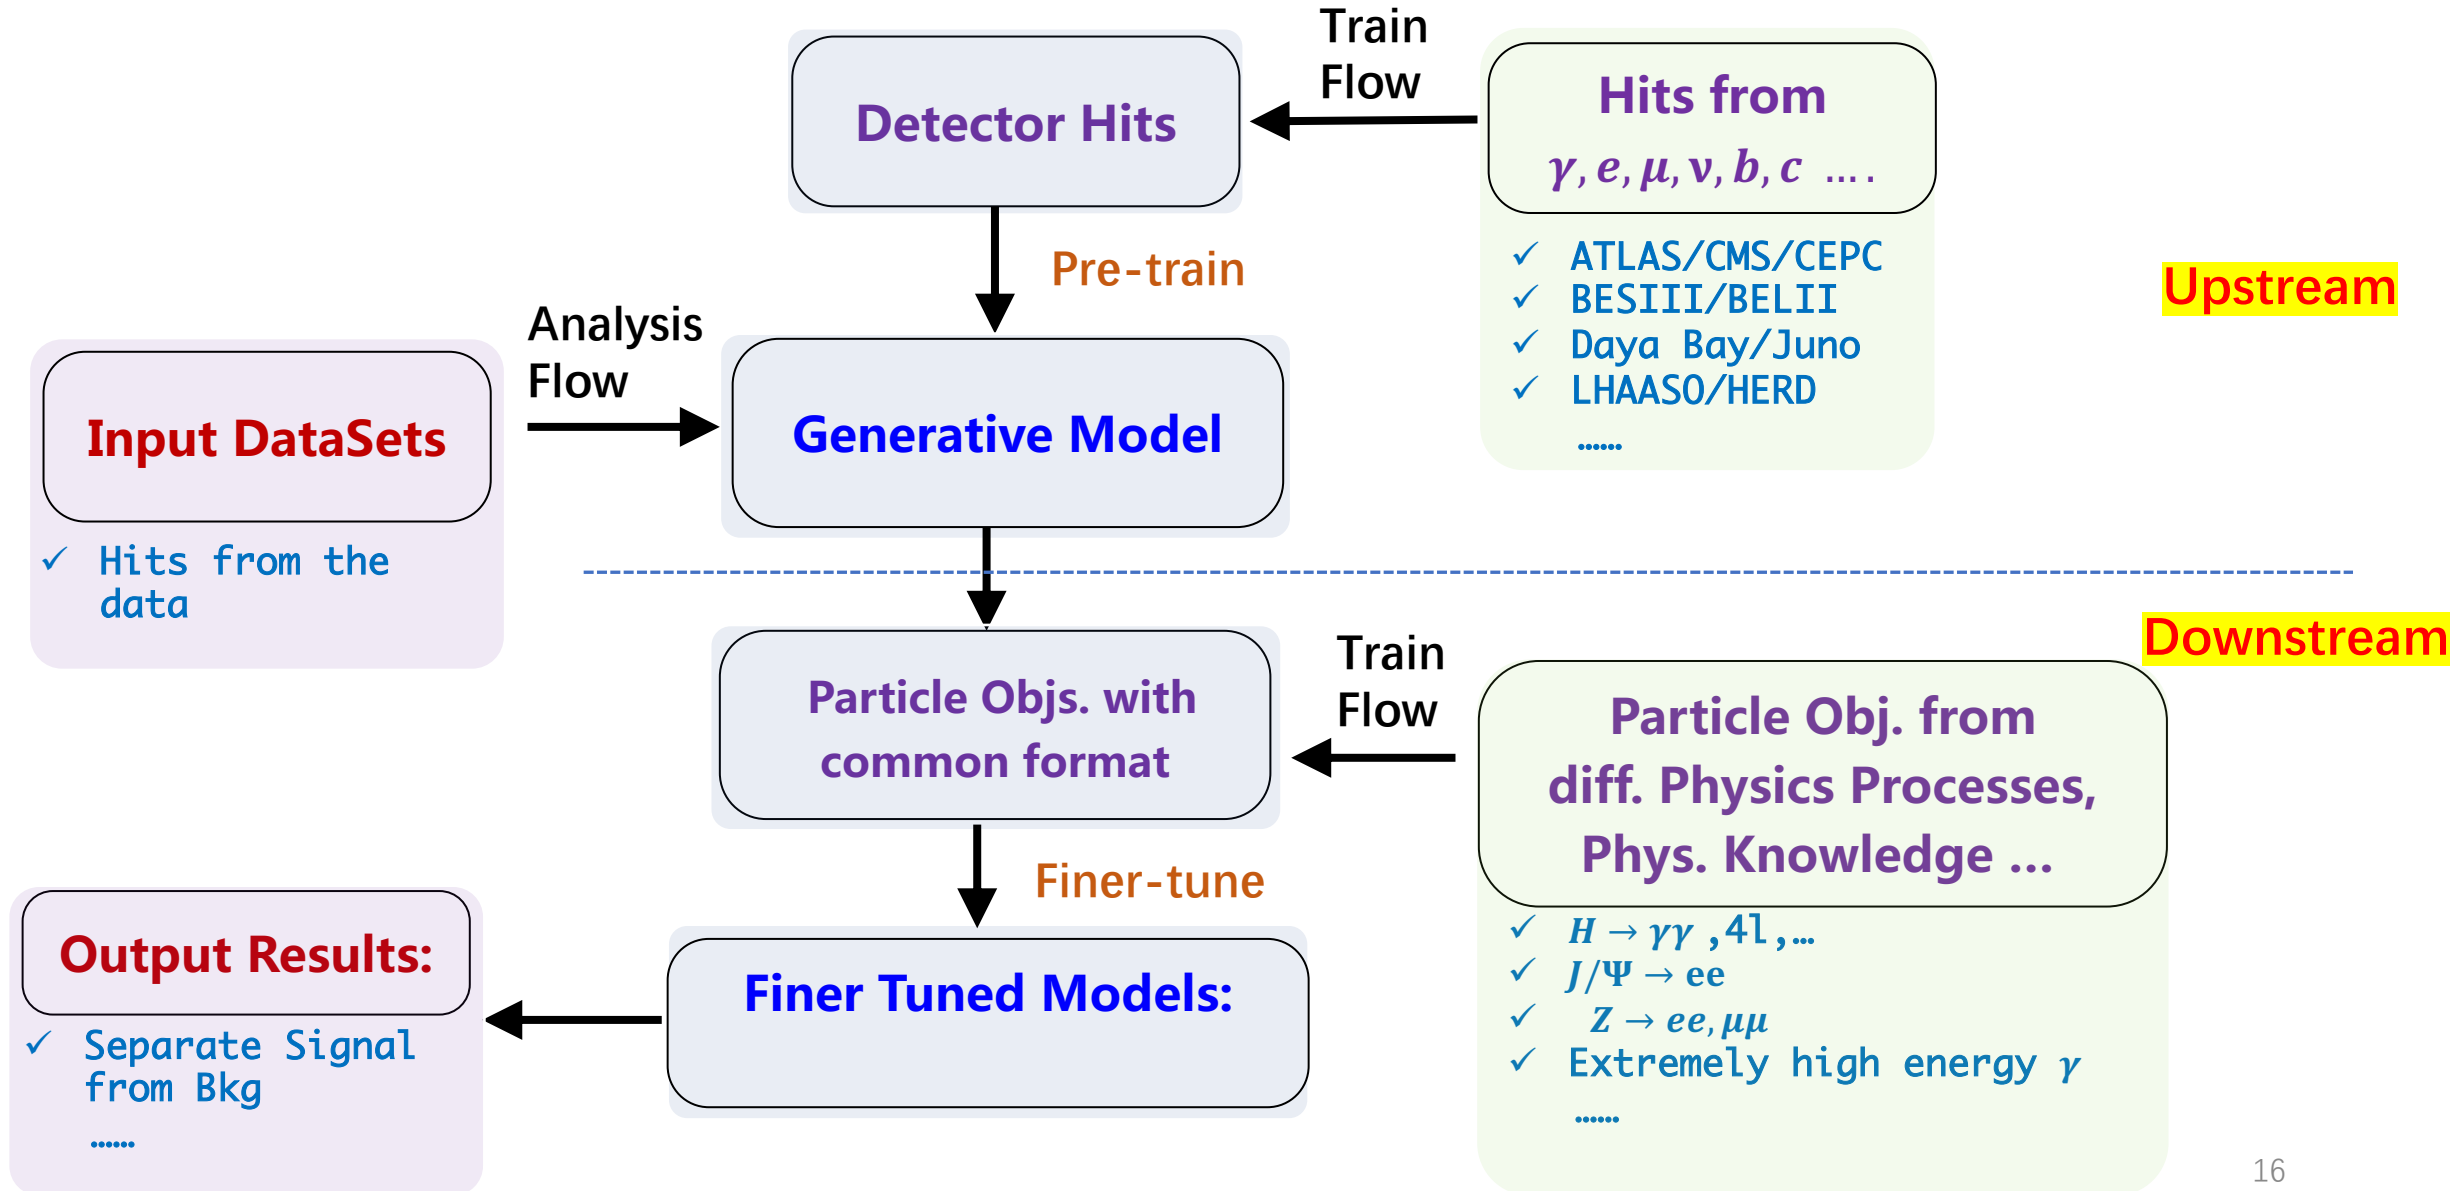 Train
Flow
Detector Hits
Hits from
γ, e, μ, ν, b, c ….
✓ ATLAS/CMS/CEPC
✓ BESIII/BELII
✓ Daya Bay/Juno
✓ LHAASO/HERD
……
Upstream
Pre-train
Analysis
Flow
Input DataSets
✓ Hits from the
data
Generative Model
Downstream
Particle Objs. with
common format
Train
Flow
Particle Obj. from
diff. Physics Processes,
Phys. Knowledge …
✓ H → γγ ,4l,…
✓ J/Ψ → ee
✓ Z → ee, μμ
✓ Extremely high energy γ
……
Finer-tune
Finer Tuned Models:
Output Results:
✓ Separate Signal
from Bkg
……
16